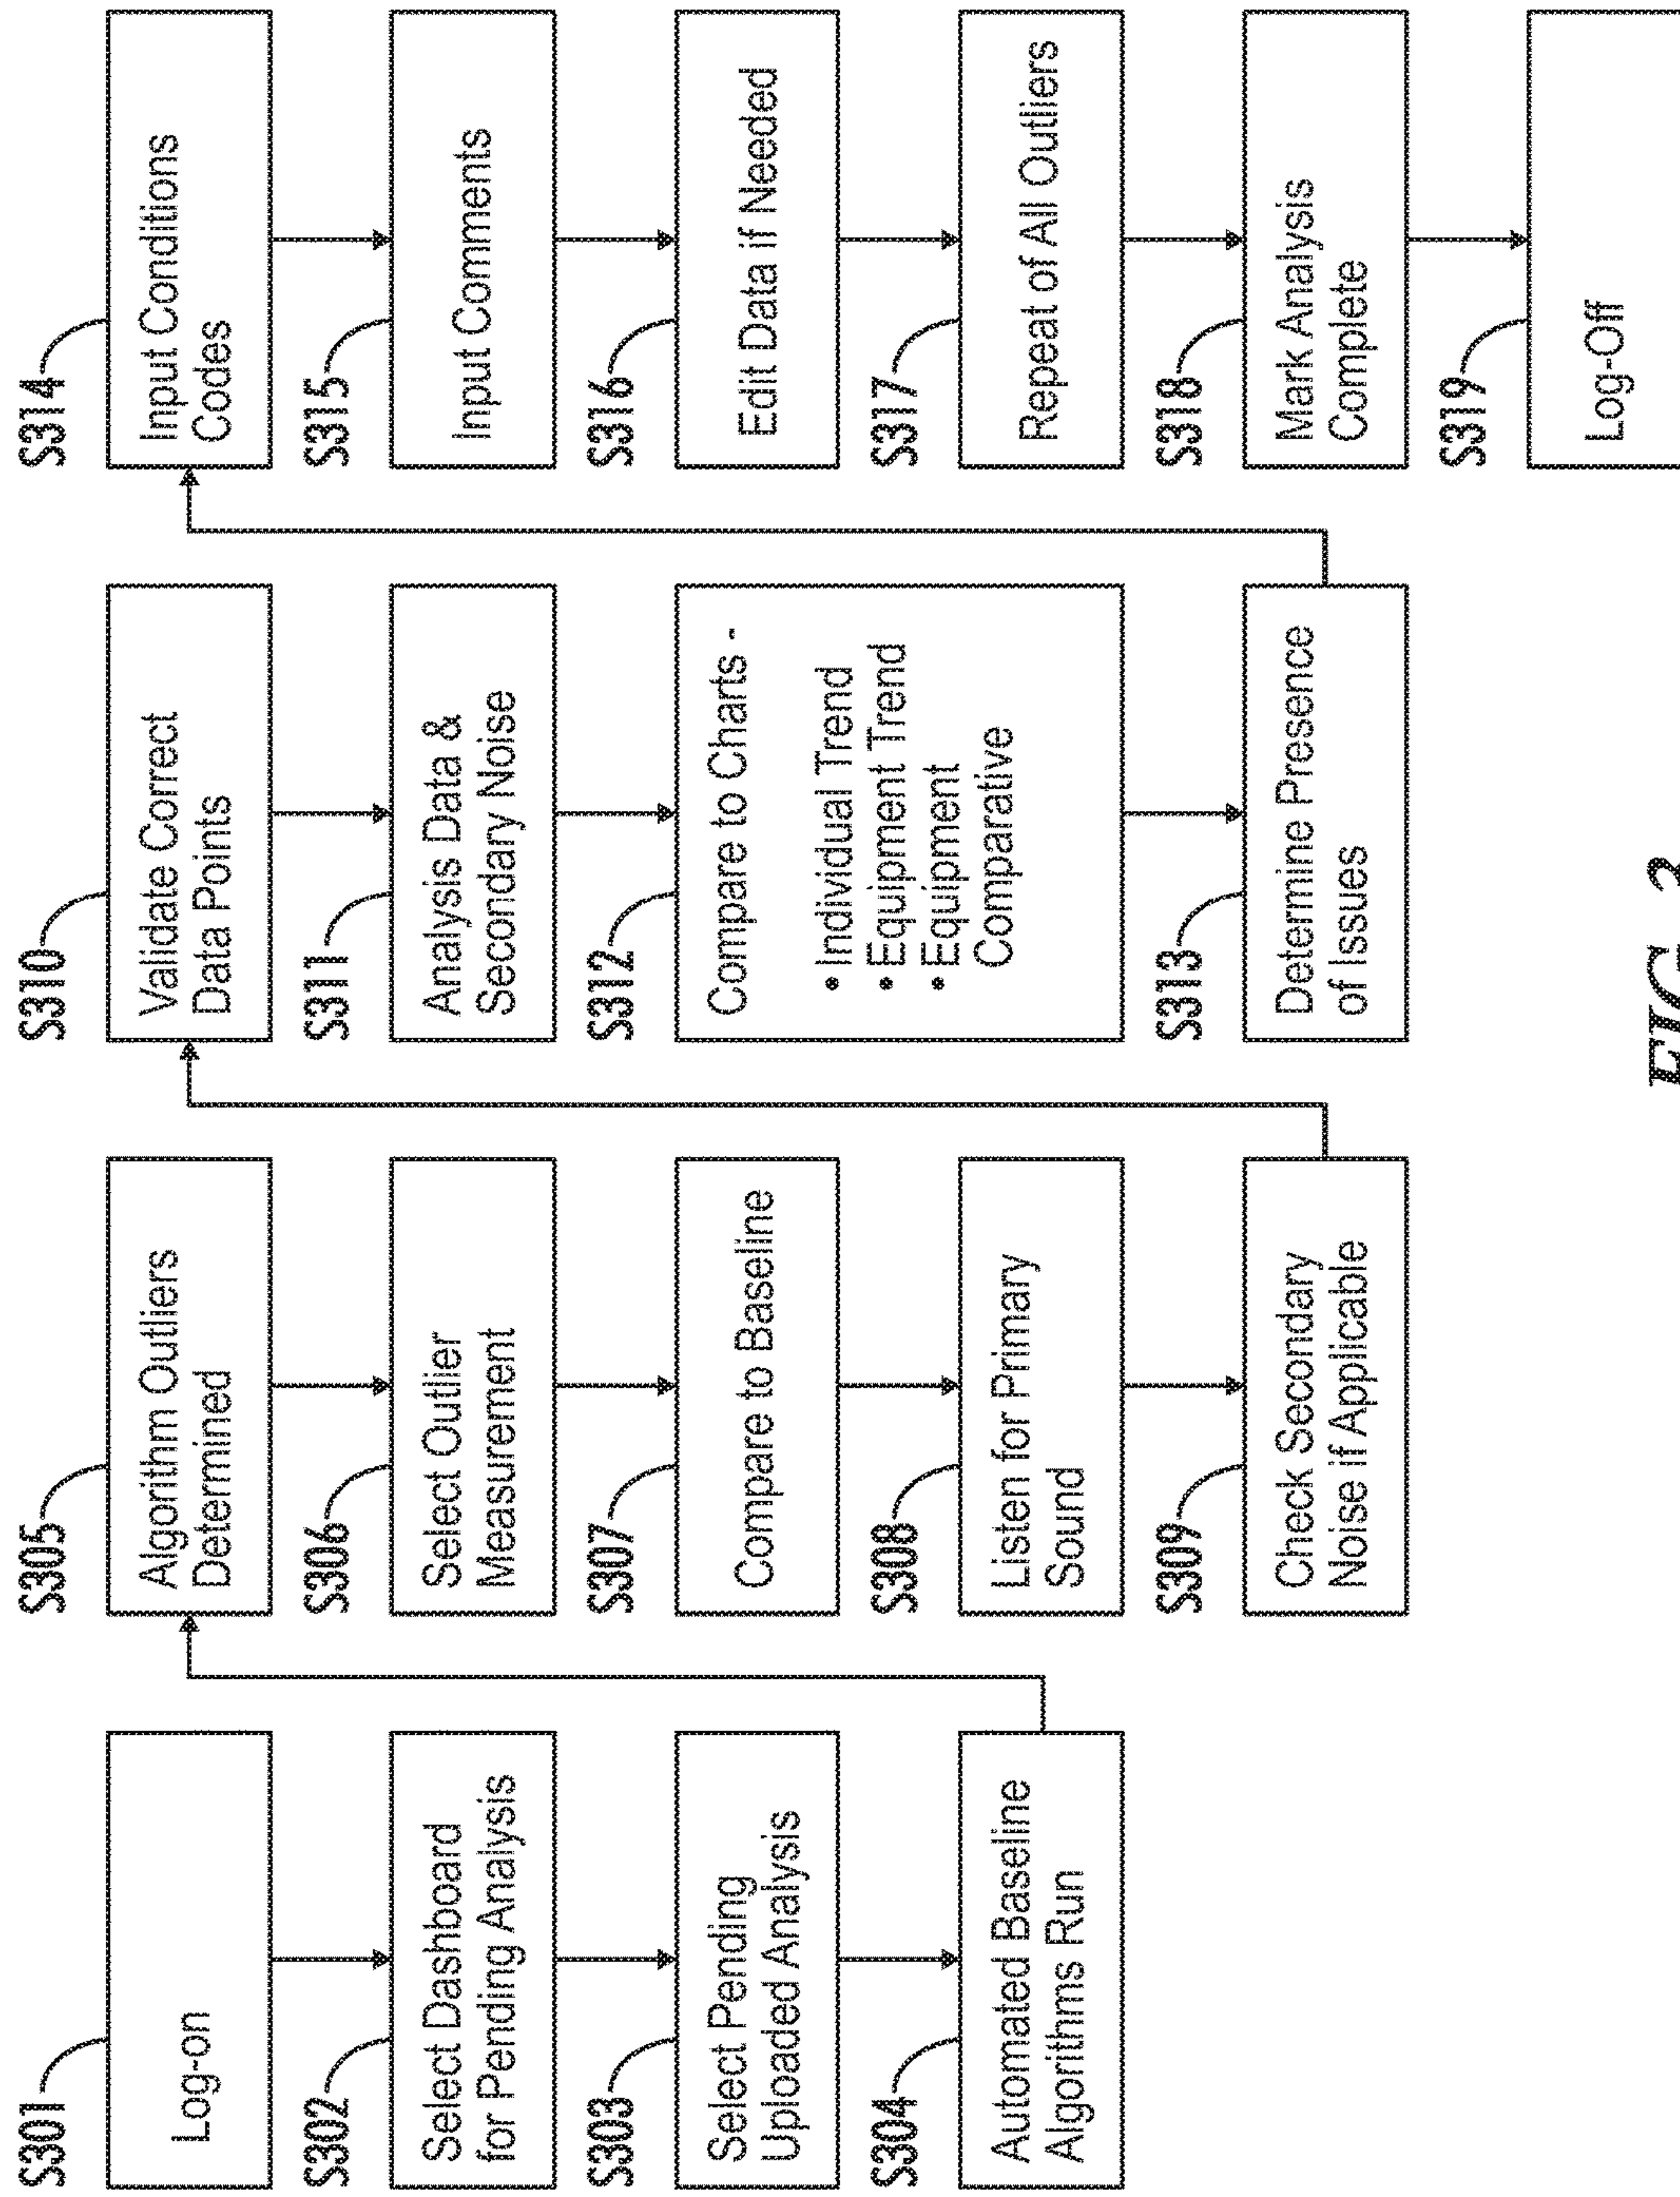 S301
Log-on
S302
Select Dashboard
for Pending Analysis
S303
Select Pending
Uploaded Analysis
S304
Automated Baseline
Algorithms Run
S305
Algorithm Outliers
Determined
S306
Select Outlier
Measurement
S307
Compare to Baseline
S308
Listen for Primary
Sound
S309
Check Secondary
Noise if Applicable
S310
Validate Correct
Data Points
S311
Analysis Data &
Secondary Noise
S312
Compare to Charts -
• Individual Trend
• Equipment Trend
• Equipment
Comparative
S313
Determine Presence
of Issues
S314
Input Conditions
Codes
S315
Input Comments
S316
Edit Data if Needed
S317
Repeat of All Outliers
S318
Mark Analysis
Complete
S319
Log-Off
FIG. 3